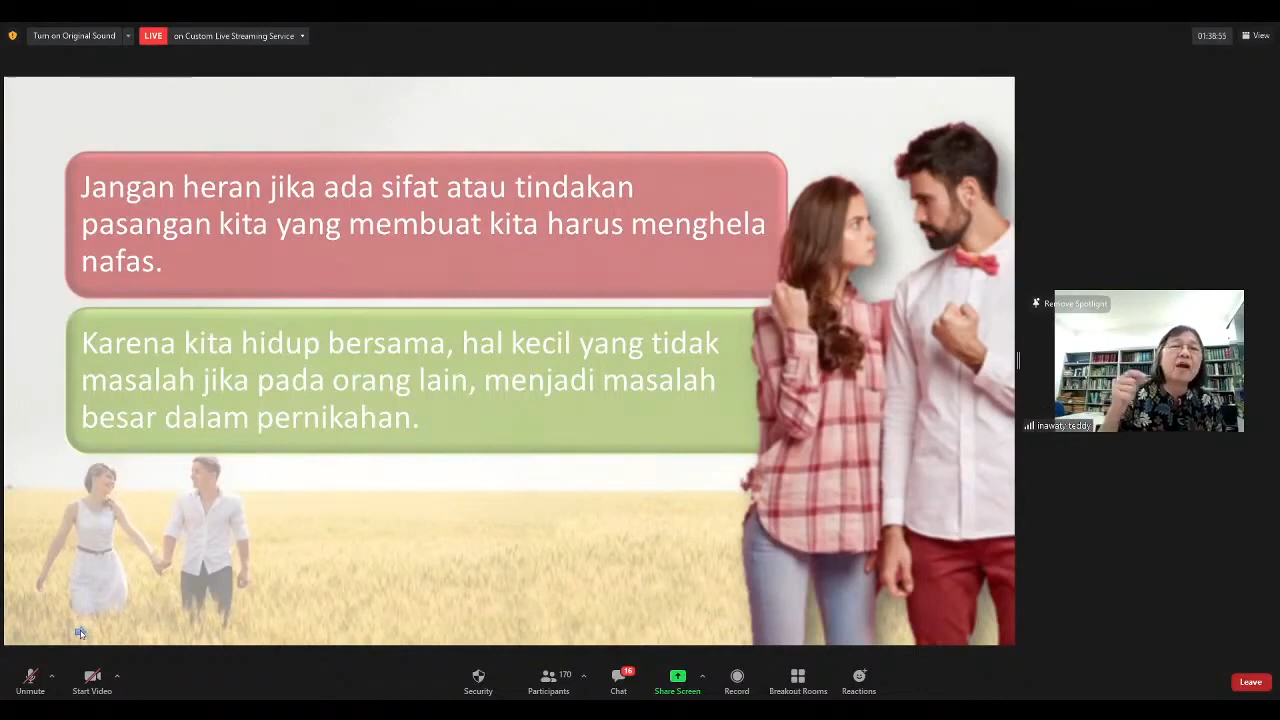 Turn on Original Sound
LIVE
on Custom Live Streaming Service
01:38:55
View
Jangan heran jika ada sifat atau tindakan
pasangan kita yang membuat kita harus menghela
nafas.
Karena kita hidup bersama, hal kecil yang tidak
masalah jika pada orang lain, menjadi masalah
besar dalam pernikahan.
Remove Spotlight
inawaty teddy
Unmute
Start Video
Security
Participants
170
Chat
16
Share Screen
Record
Breakout Rooms
Reactions
Leave